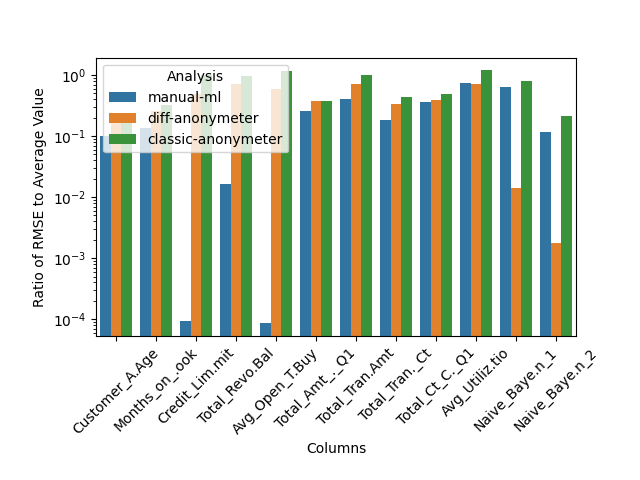 Analysis
manual-ml
diff-anonymeter
classic-anonymeter
Ratio of RMSE to Average Value
10⁰
10⁻¹
10⁻²
10⁻³
10⁻⁴
Customer_A.Age
Months_on_.ook
Credit_Lim.mit
Total_Revo.Bal
Avg_Open_T.Buy
Total_Amt_._Q1
Total_Tran.Amt
Total_Tran._Ct
Total_Ct_C._Q1
Avg_Utiliz.tio
Naive_Baye.n_1
Naive_Baye.n_2
Columns